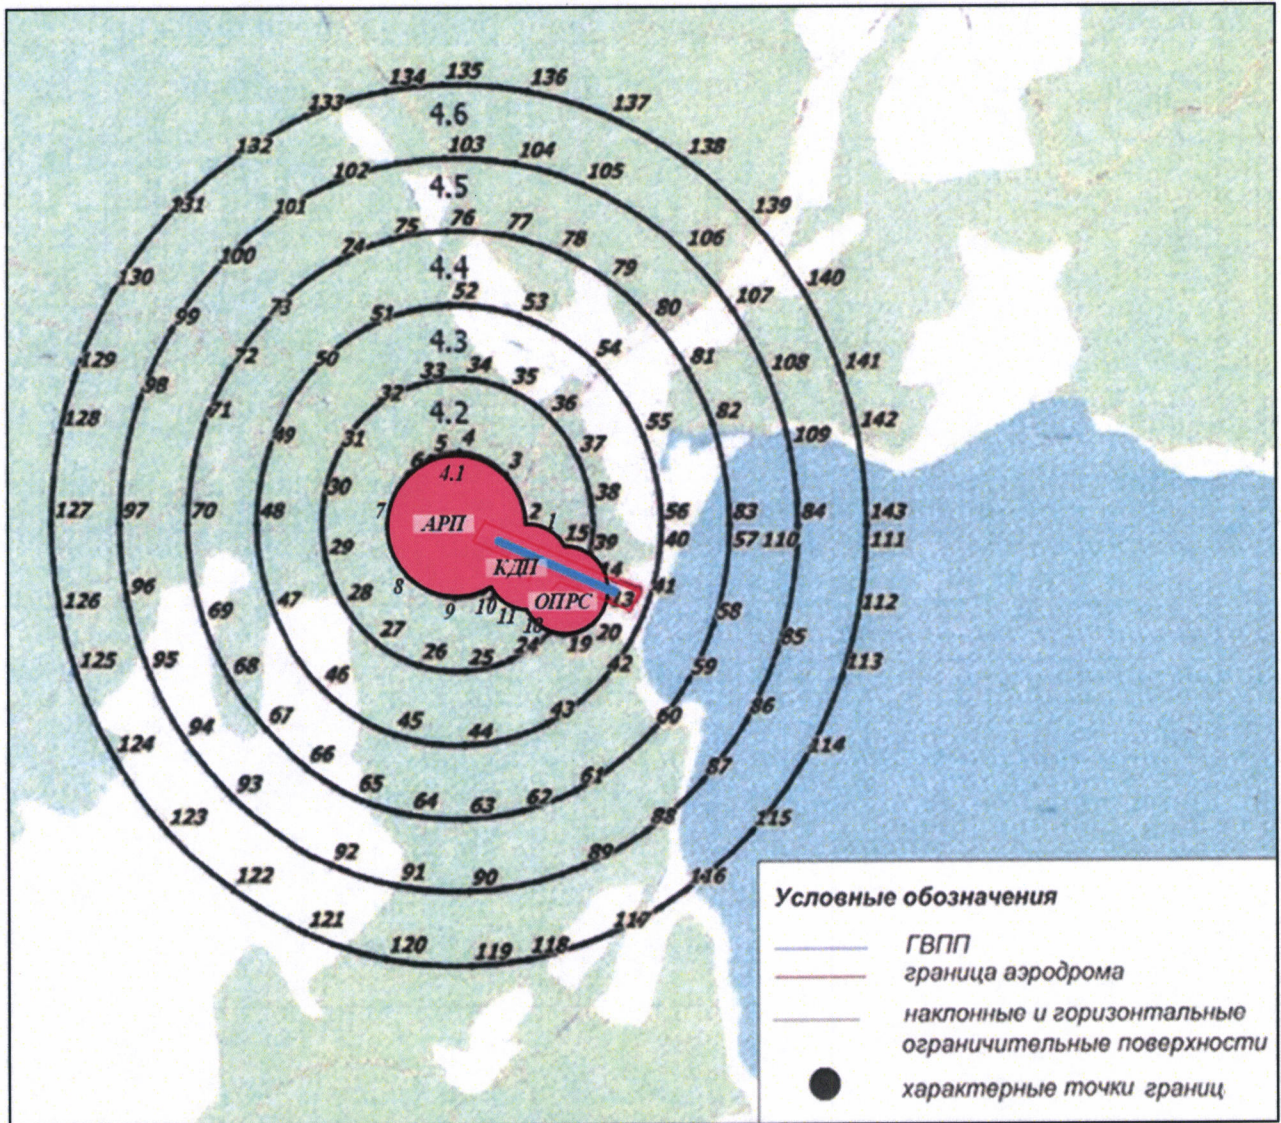 134 135 136
133 137
4.6
132 138
103
102 104
105
4.5
131 101 139
75 76 77
100 74 78 106
130 4.4 79 140
73 52 53 107
99 51 80
4.3
129 72 50 54 81 108 141
98 33 34 35
32 36
71 4.2 82
128 55 142
49 31 5 4 37 109
6 3
4.1
30 38
127 97 70 48 7 АРП 2 1 56 83 84 143
29 15 39 40 57 110 111
КДП 14
96 8 28 41
126 69 47 9 10 ОПРС 13 58 112
11
27 18 20 85
26 25 24 19
125 95 68 46 42 59 113
67 45 43 60 86
94 44
124 66 114
93 65 61 87
64 63 62
123 88 115
92 89
91 90
122 116
121 117
120 119 118
Условные обозначения
ГВПП
граница аэродрома
наклонные и горизонтальные
ограничительные поверхности
характерные точки границ